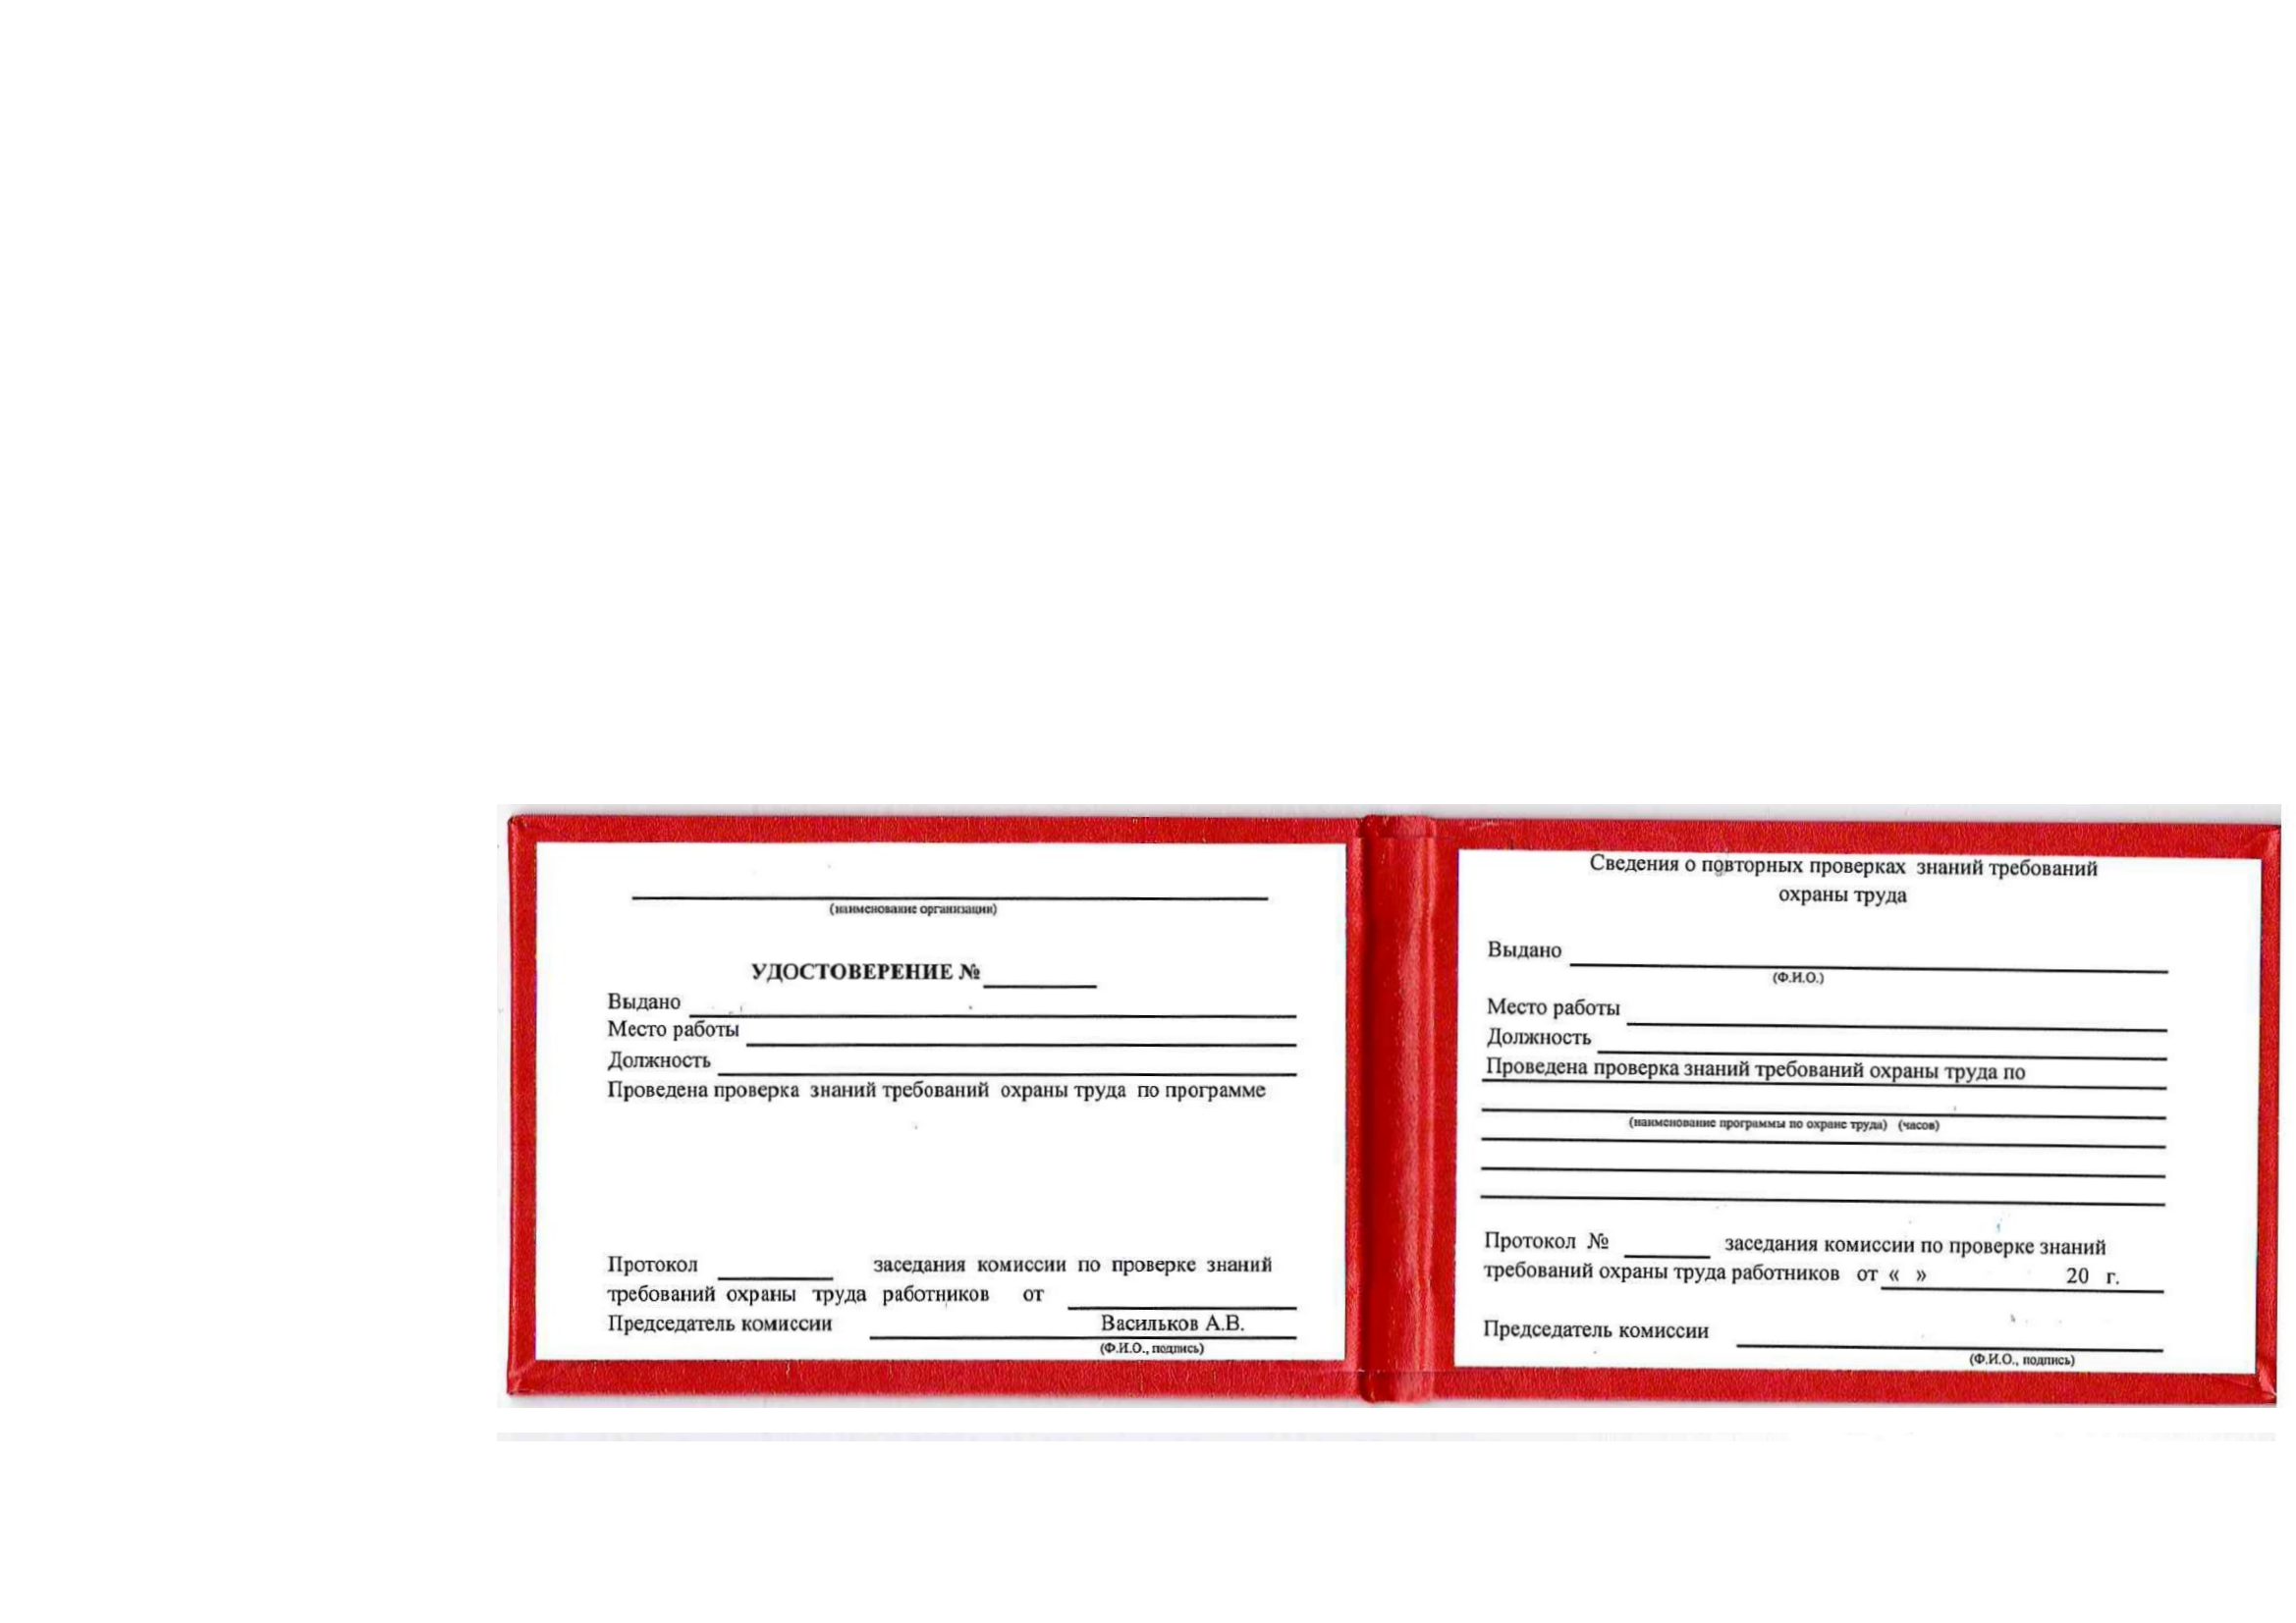 (наименование организации)
УДОСТОВЕРЕНИЕ №
Выдано
Место работы
Должность
Проведена проверка знаний требований охраны труда по программе
Протокол заседания комиссии по проверке знаний
требований охраны труда работников от
Председатель комиссии Васильков А.В.
(Ф.И.О., подпись)
Сведения о повторных проверках знаний требований
охраны труда
Выдано
(Ф.И.О.)
Место работы
Должность
Проведена проверка знаний требований охраны труда по
(наименование программы по охране труда) (часов)
Протокол № заседания комиссии по проверке знаний
требований охраны труда работников от « » 20 г.
Председатель комиссии
(Ф.И.О., подпись)